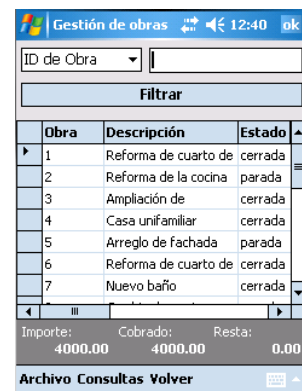 Gestión de obras 12:40 ok
ID de Obra
Filtrar
Obra Descripción Estado
1 Reforma de cuarto de cerrada
2 Reforma de la cocina parada
3 Ampliación de cerrada
4 Casa unifamiliar cerrada
5 Arreglo de fachada parada
6 Reforma de cuarto de cerrada
7 Nuevo baño cerrada
Importe: Cobrado: Resta:
4000.00 4000.00 0.00
Archivo Consultas Volver